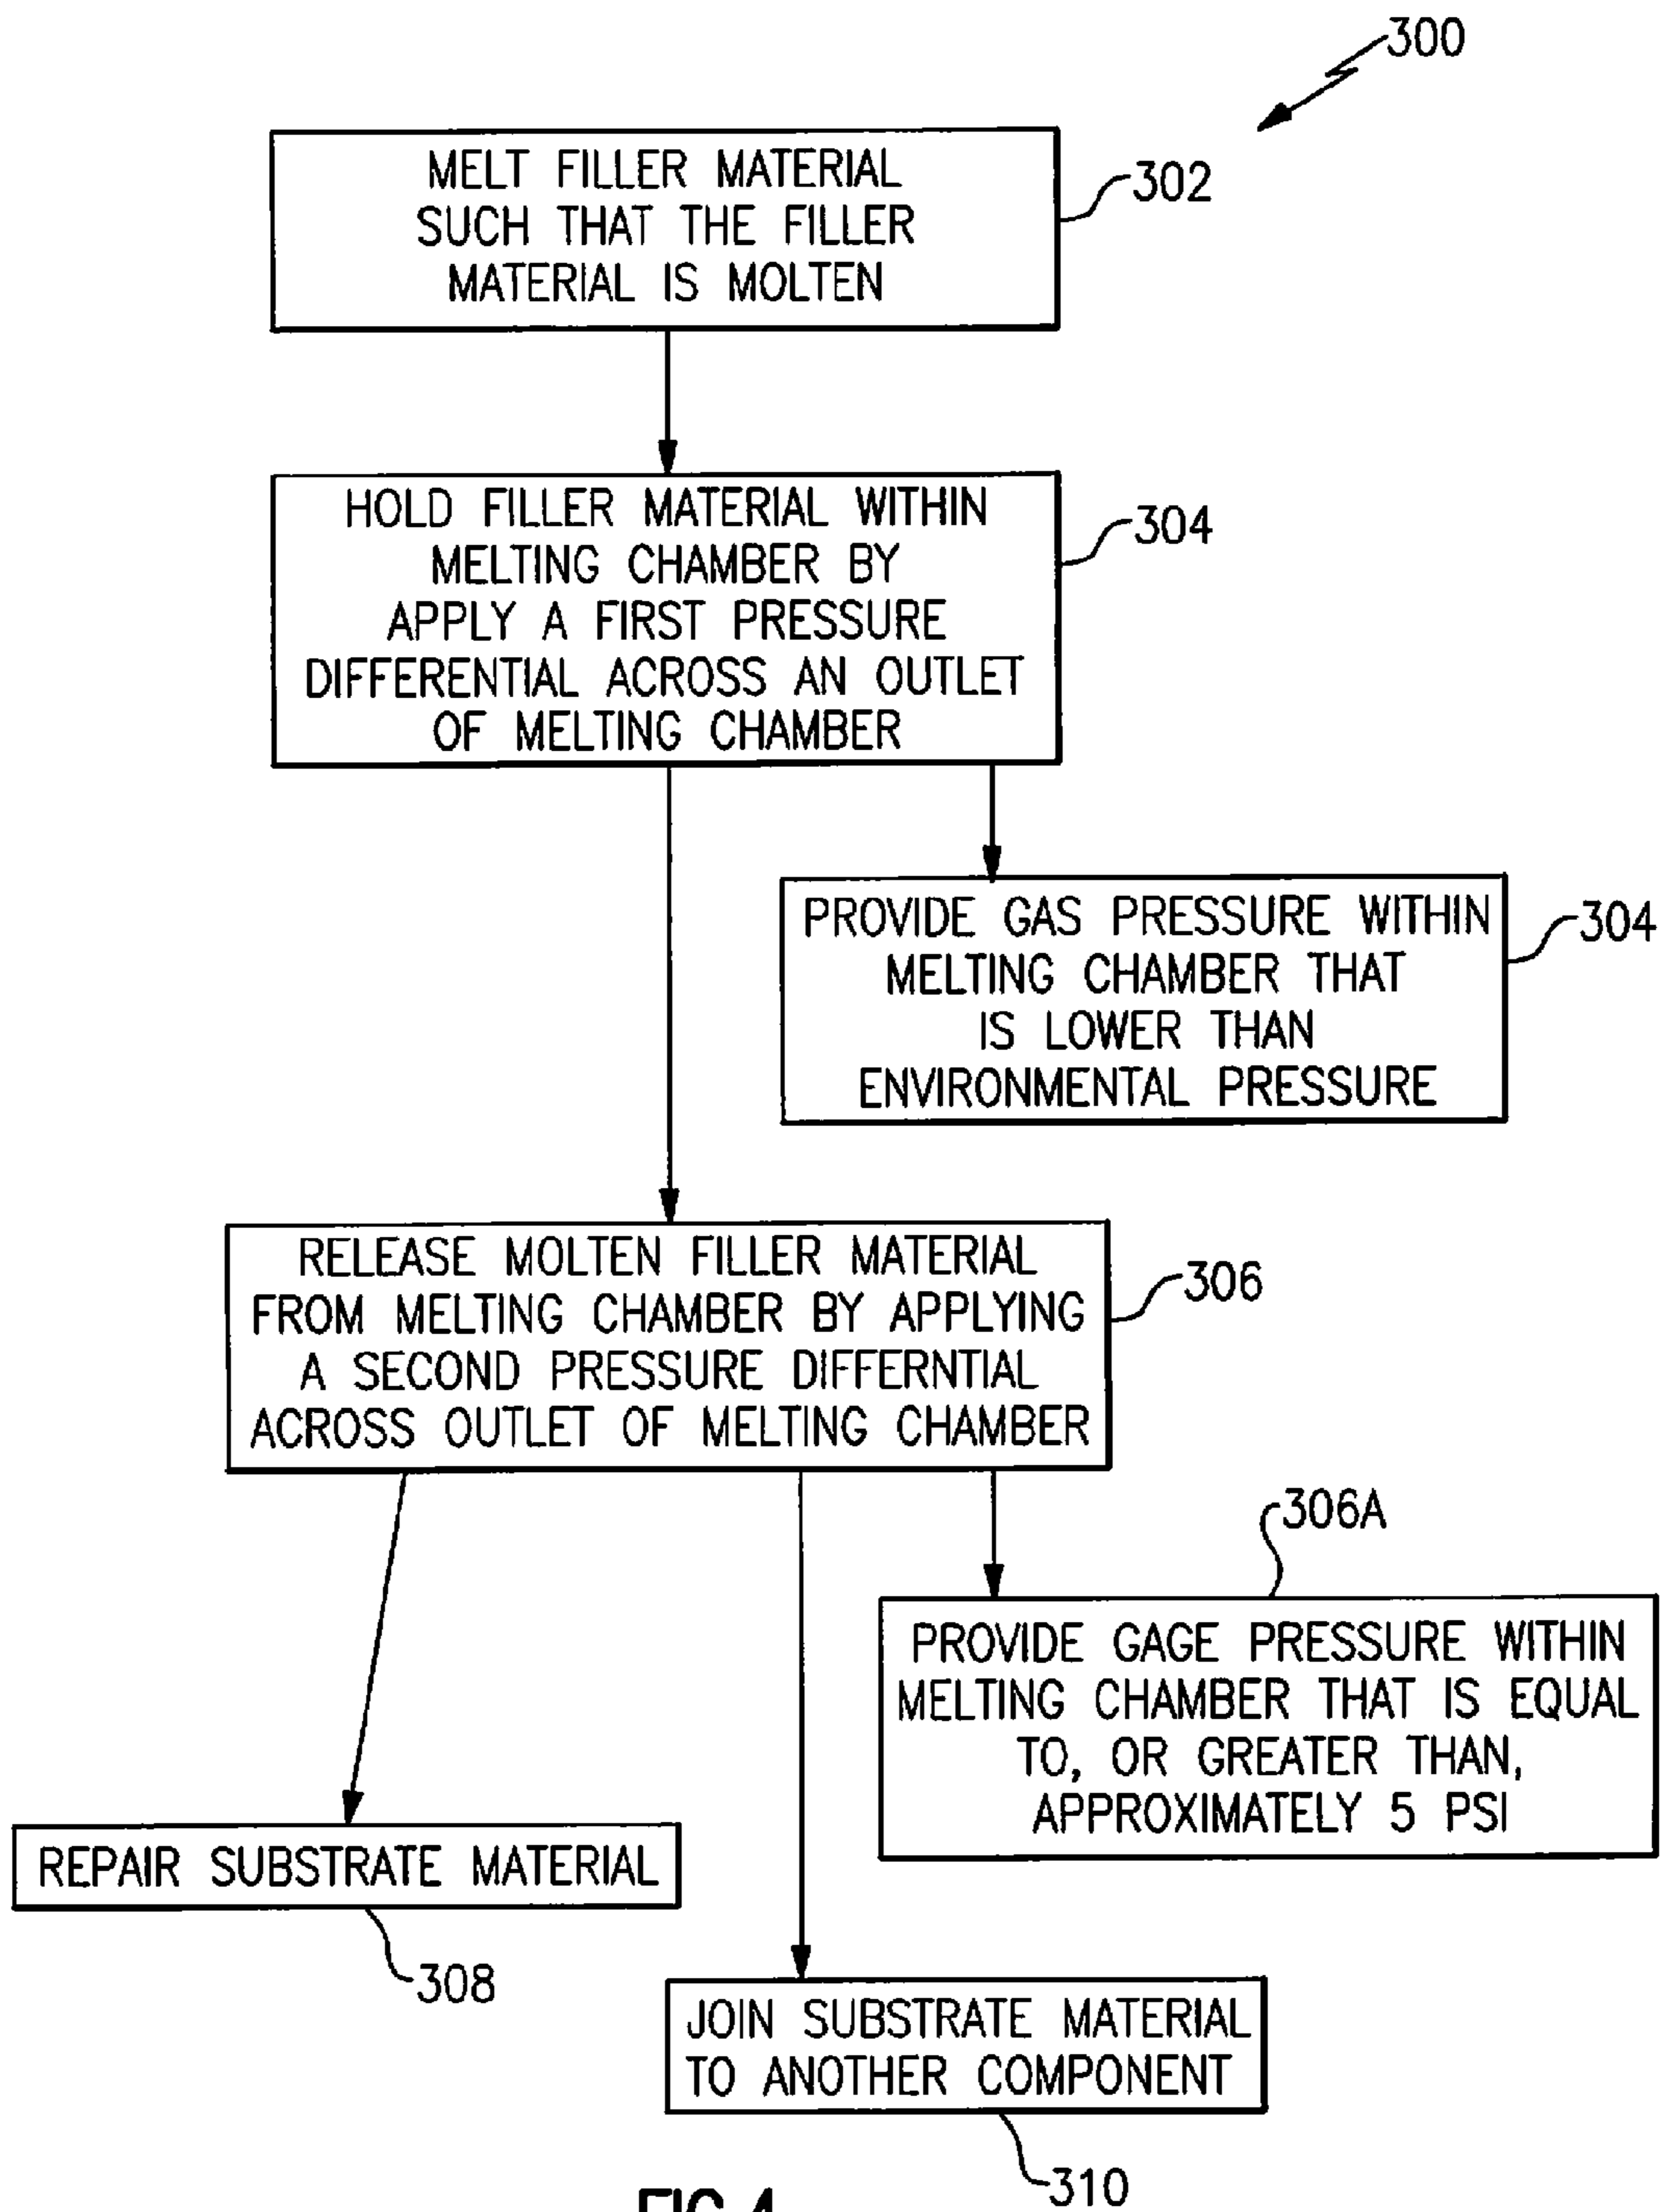 300
MELT FILLER MATERIAL
SUCH THAT THE FILLER
MATERIAL IS MOLTEN
302
HOLD FILLER MATERIAL WITHIN
MELTING CHAMBER BY
APPLY A FIRST PRESSURE
DIFFERENTIAL ACROSS AN OUTLET
OF MELTING CHAMBER
304
PROVIDE GAS PRESSURE WITHIN
MELTING CHAMBER THAT
IS LOWER THAN
ENVIRONMENTAL PRESSURE
304
RELEASE MOLTEN FILLER MATERIAL
FROM MELTING CHAMBER BY APPLYING
A SECOND PRESSURE DIFFERNTIAL
ACROSS OUTLET OF MELTING CHAMBER
306
306A
PROVIDE GAGE PRESSURE WITHIN
MELTING CHAMBER THAT IS EQUAL
TO, OR GREATER THAN,
APPROXIMATELY 5 PSI
REPAIR SUBSTRATE MATERIAL
308
JOIN SUBSTRATE MATERIAL
TO ANOTHER COMPONENT
310
FIG.4